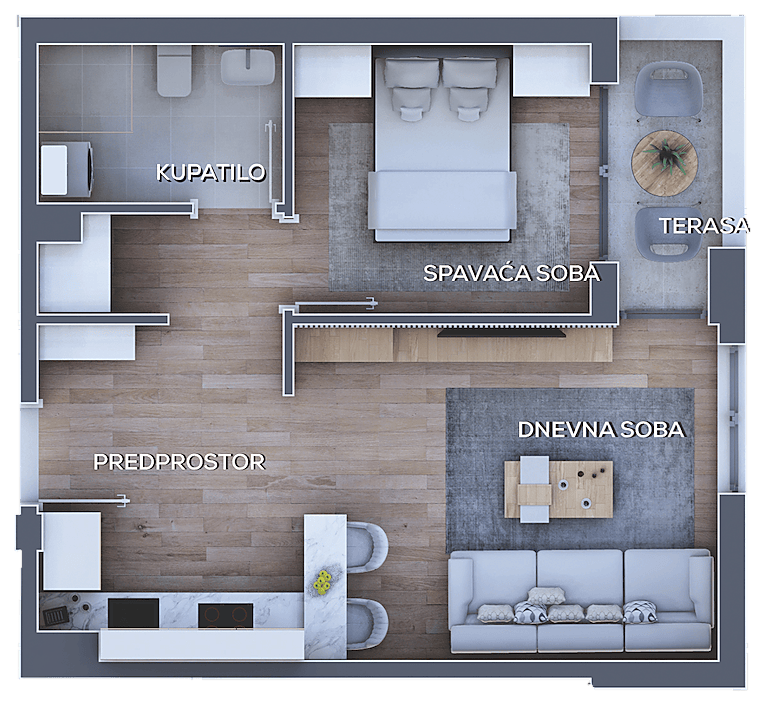 KUPATILO
TERASA
SPAVAĆA SOBA
DNEVNA SOBA
PREDPROSTOR